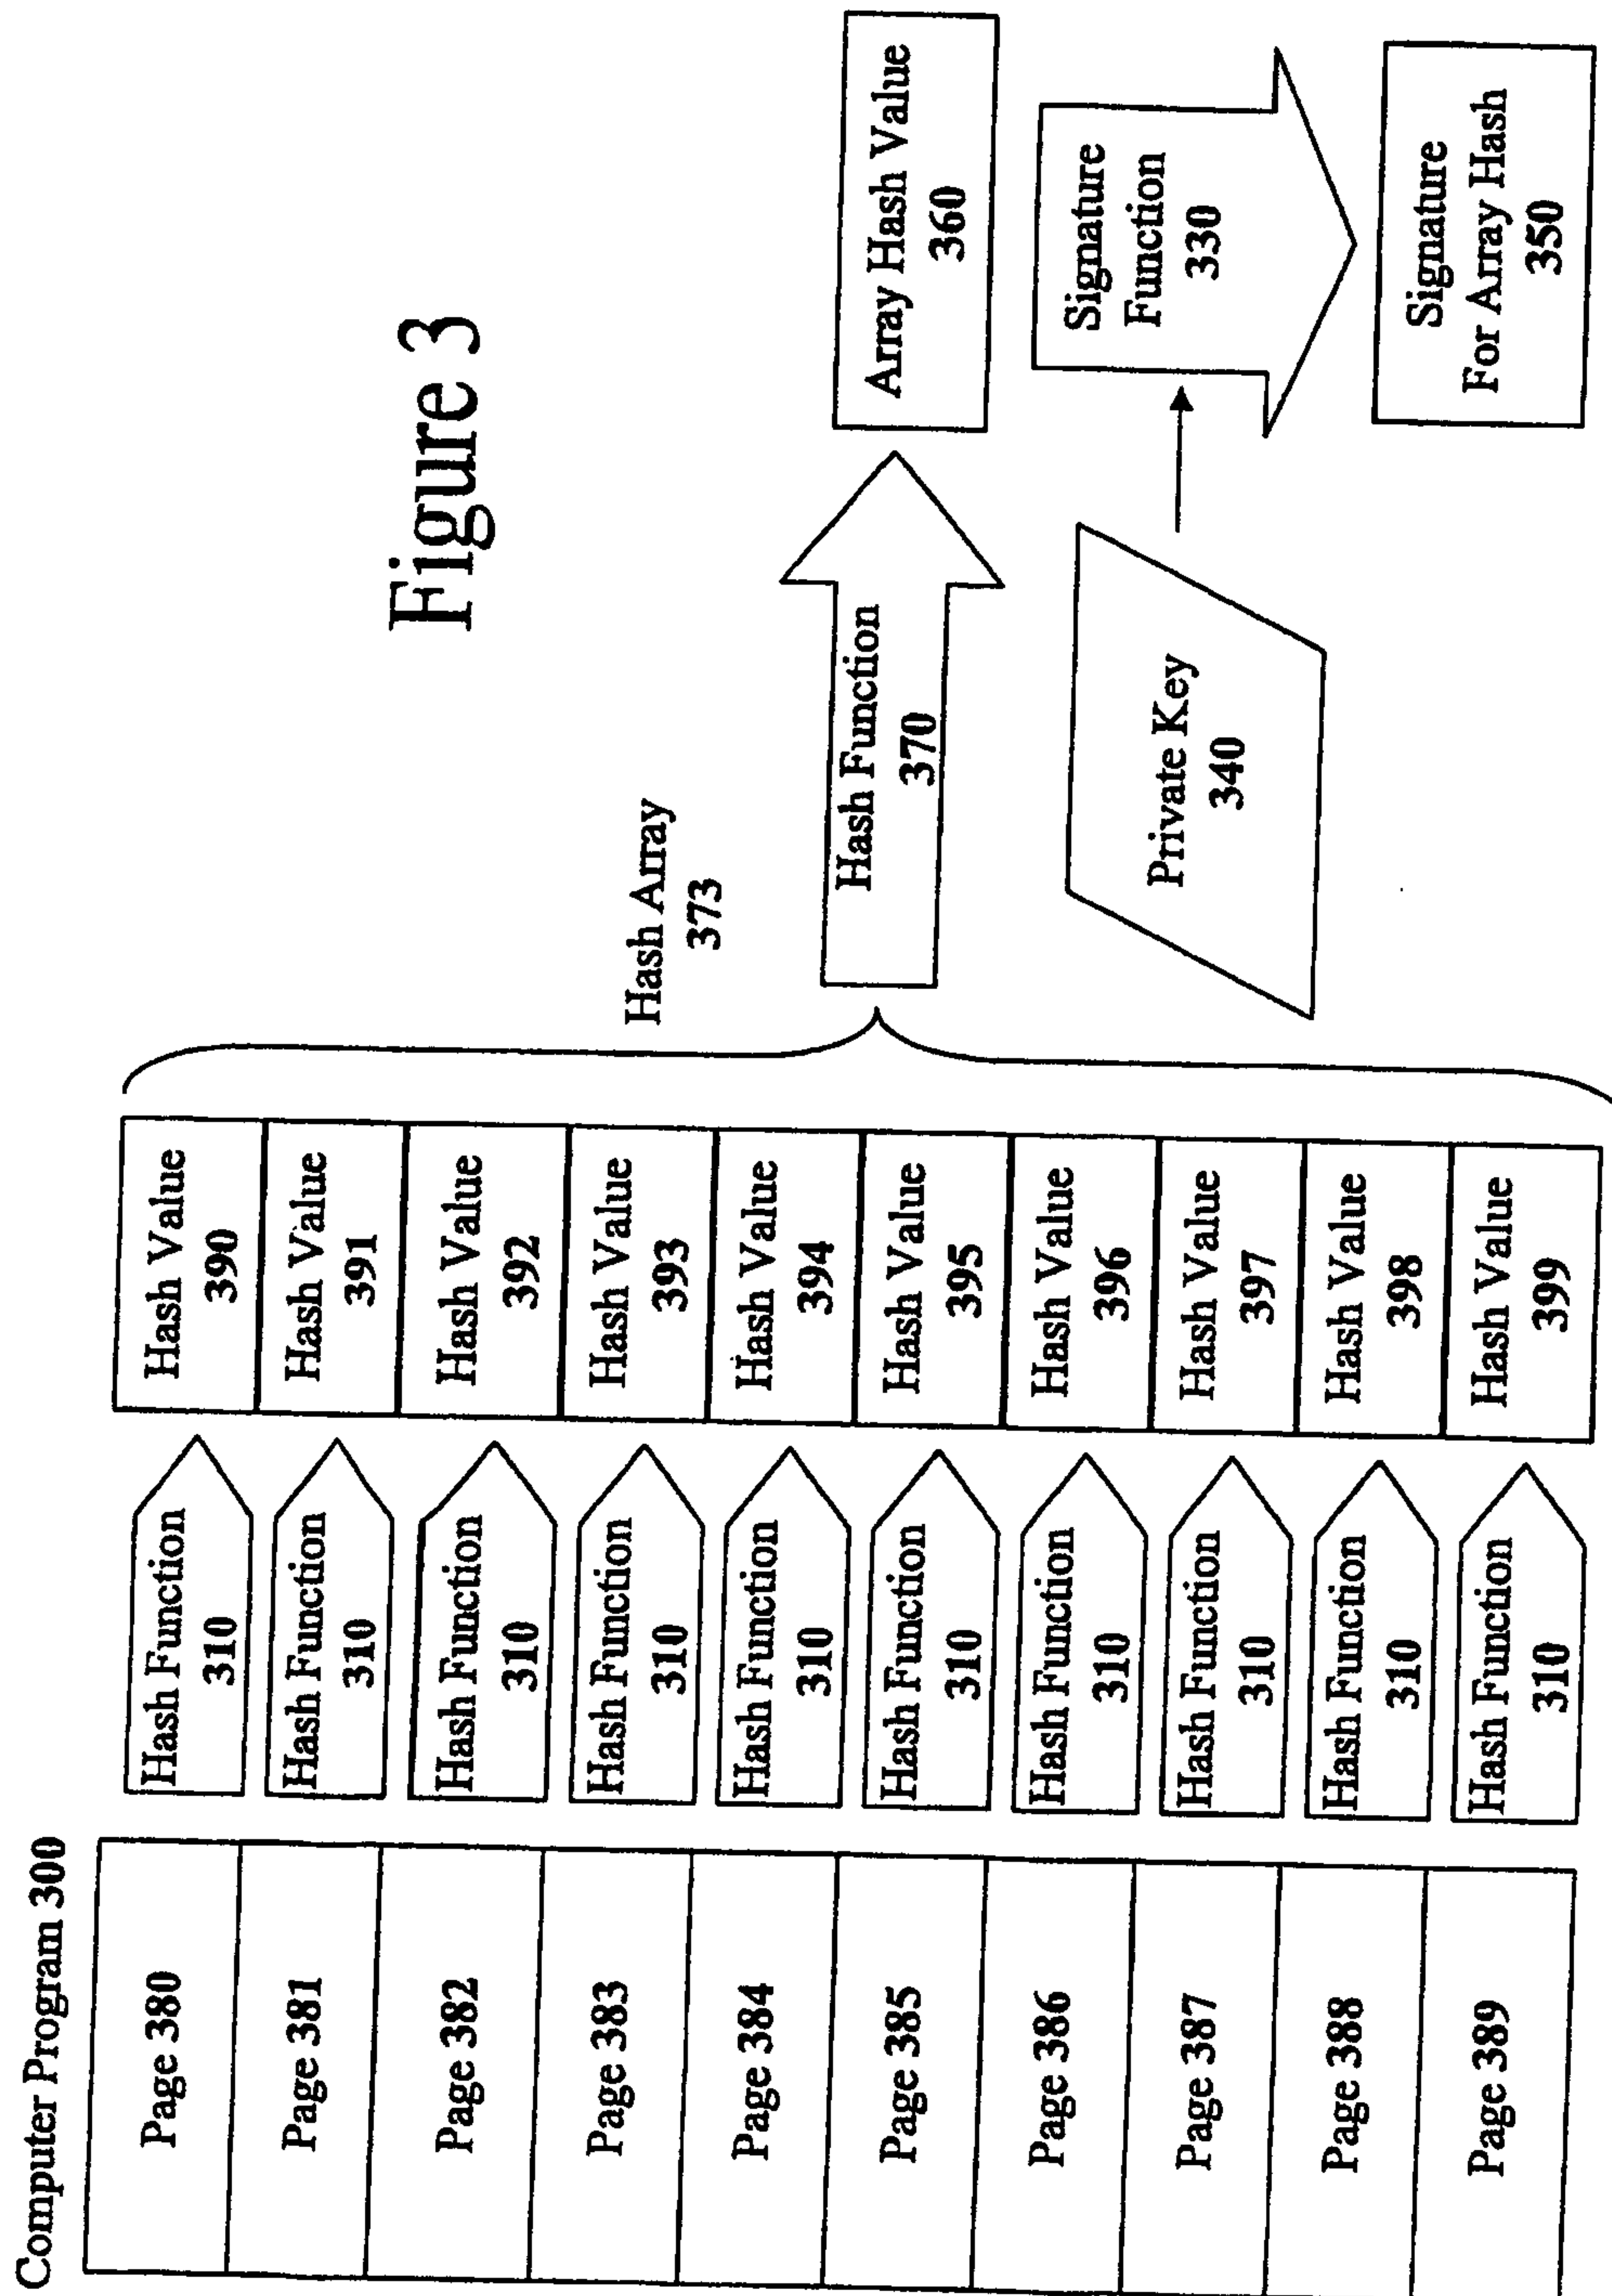 Figure 3
Computer Program 300
Page 380
Hash Function
310
Hash Value
390
Page 381
Hash Function
310
Hash Value
391
Page 382
Hash Function
310
Hash Value
392
Page 383
Hash Function
310
Hash Value
393
Page 384
Hash Function
310
Hash Value
394
Page 385
Hash Function
310
Hash Value
395
Page 386
Hash Function
310
Hash Value
396
Page 387
Hash Function
310
Hash Value
397
Page 388
Hash Function
310
Hash Value
398
Page 389
Hash Function
310
Hash Value
399
Hash Array
373
Hash Function
370
Array Hash Value
360
Private Key
340
Signature
Function
330
Signature
For Array Hash
350